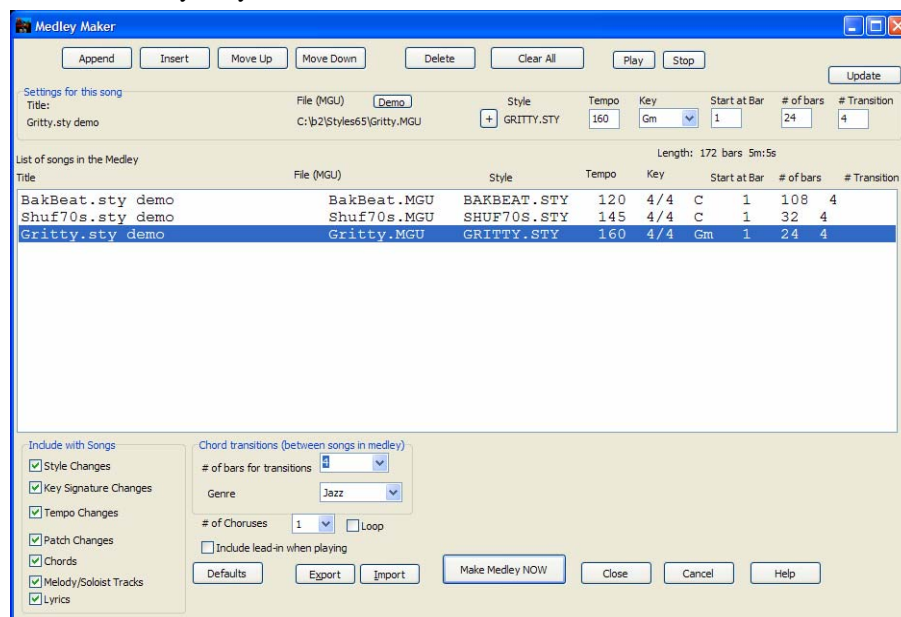 Medley Maker
Append Insert Move Up Move Down Delete Clear All Play Stop
Update
Settings for this song
Title: File (MGU) Demo Style Tempo Key Start at Bar # of bars # Transition
Gritty.sty demo C:\b2\Styles65\Gritty.MGU + GRITTY.STY 160 Gm 1 24 4
Length: 172 bars 5m:5s
List of songs in the Medley
Title File (MGU) Style Tempo Key Start at Bar # of bars # Transition
BakBeat.sty demo BakBeat.MGU BAKBEAT.STY 120 4/4 C 1 108 4
Shuf70s.sty demo Shuf70s.MGU SHUF70S.STY 145 4/4 C 1 32 4
Gritty.sty demo Gritty.MGU GRITTY.STY 160 4/4 Gm 1 24 4
Include with Songs Chord transitions (between songs in medley)
Style Changes # of bars for transitions 4
Key Signature Changes Genre Jazz
Tempo Changes
# of Choruses 1 Loop
Patch Changes
Include lead-in when playing
Chords
Defaults Export Import Make Medley NOW Close Cancel Help
Melody/Soloist Tracks
Lyrics